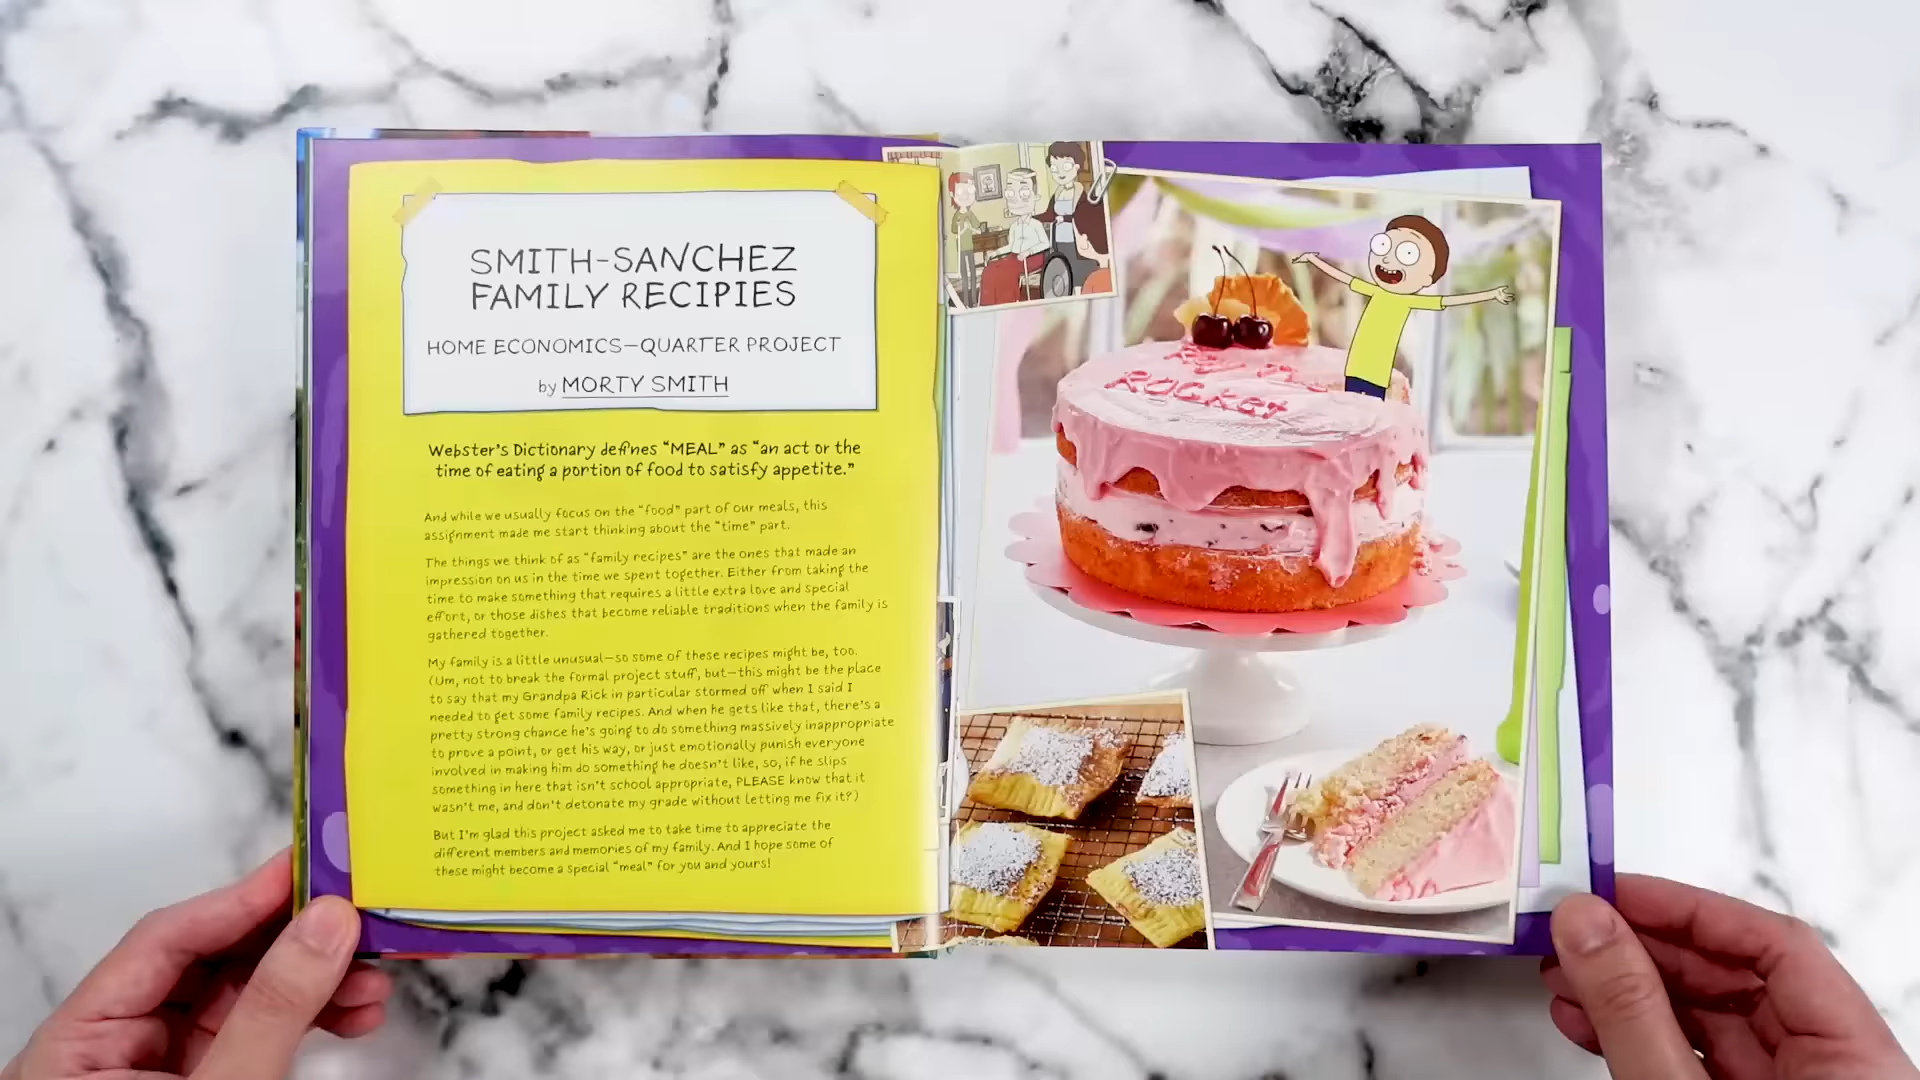 SMITH-SANCHEZ
FAMILY RECIPIES
HOME ECONOMICS—QUARTER PROJECT
by MORTY SMITH
Webster's Dictionary defines "MEAL" as "an act or the
time of eating a portion of food to satisfy appetite."
And while we usually focus on the "food" part of our meals, this
assignment made me start thinking about the "time" part.
The things we think of as "family recipes" are the ones that made an
impression on us in the time we spent together. Either from taking the
time to make something that requires a little extra love and special
effort, or those dishes that become reliable traditions when the family is
gathered together.
My family is a little unusual—so some of these recipes might be, too.
(Um, not to break the formal project stuff, but—this might be the place
to say that my Grandpa Rick in particular stormed off when I said I
needed to get some family recipes. And when he gets like that, there's a
pretty strong chance he's going to do something massively inappropriate
to prove a point, or get his way, or just emotionally punish everyone
involved in making him do something he doesn't like, so, if he slips
something in here that isn't school appropriate, PLEASE know that it
wasn't me, and don't detonate my grade without letting me fix it?)
But I'm glad this project asked me to take time to appreciate the
different members and memories of my family. And I hope some of
these might become a special "meal" for you and yours!
ROCKET